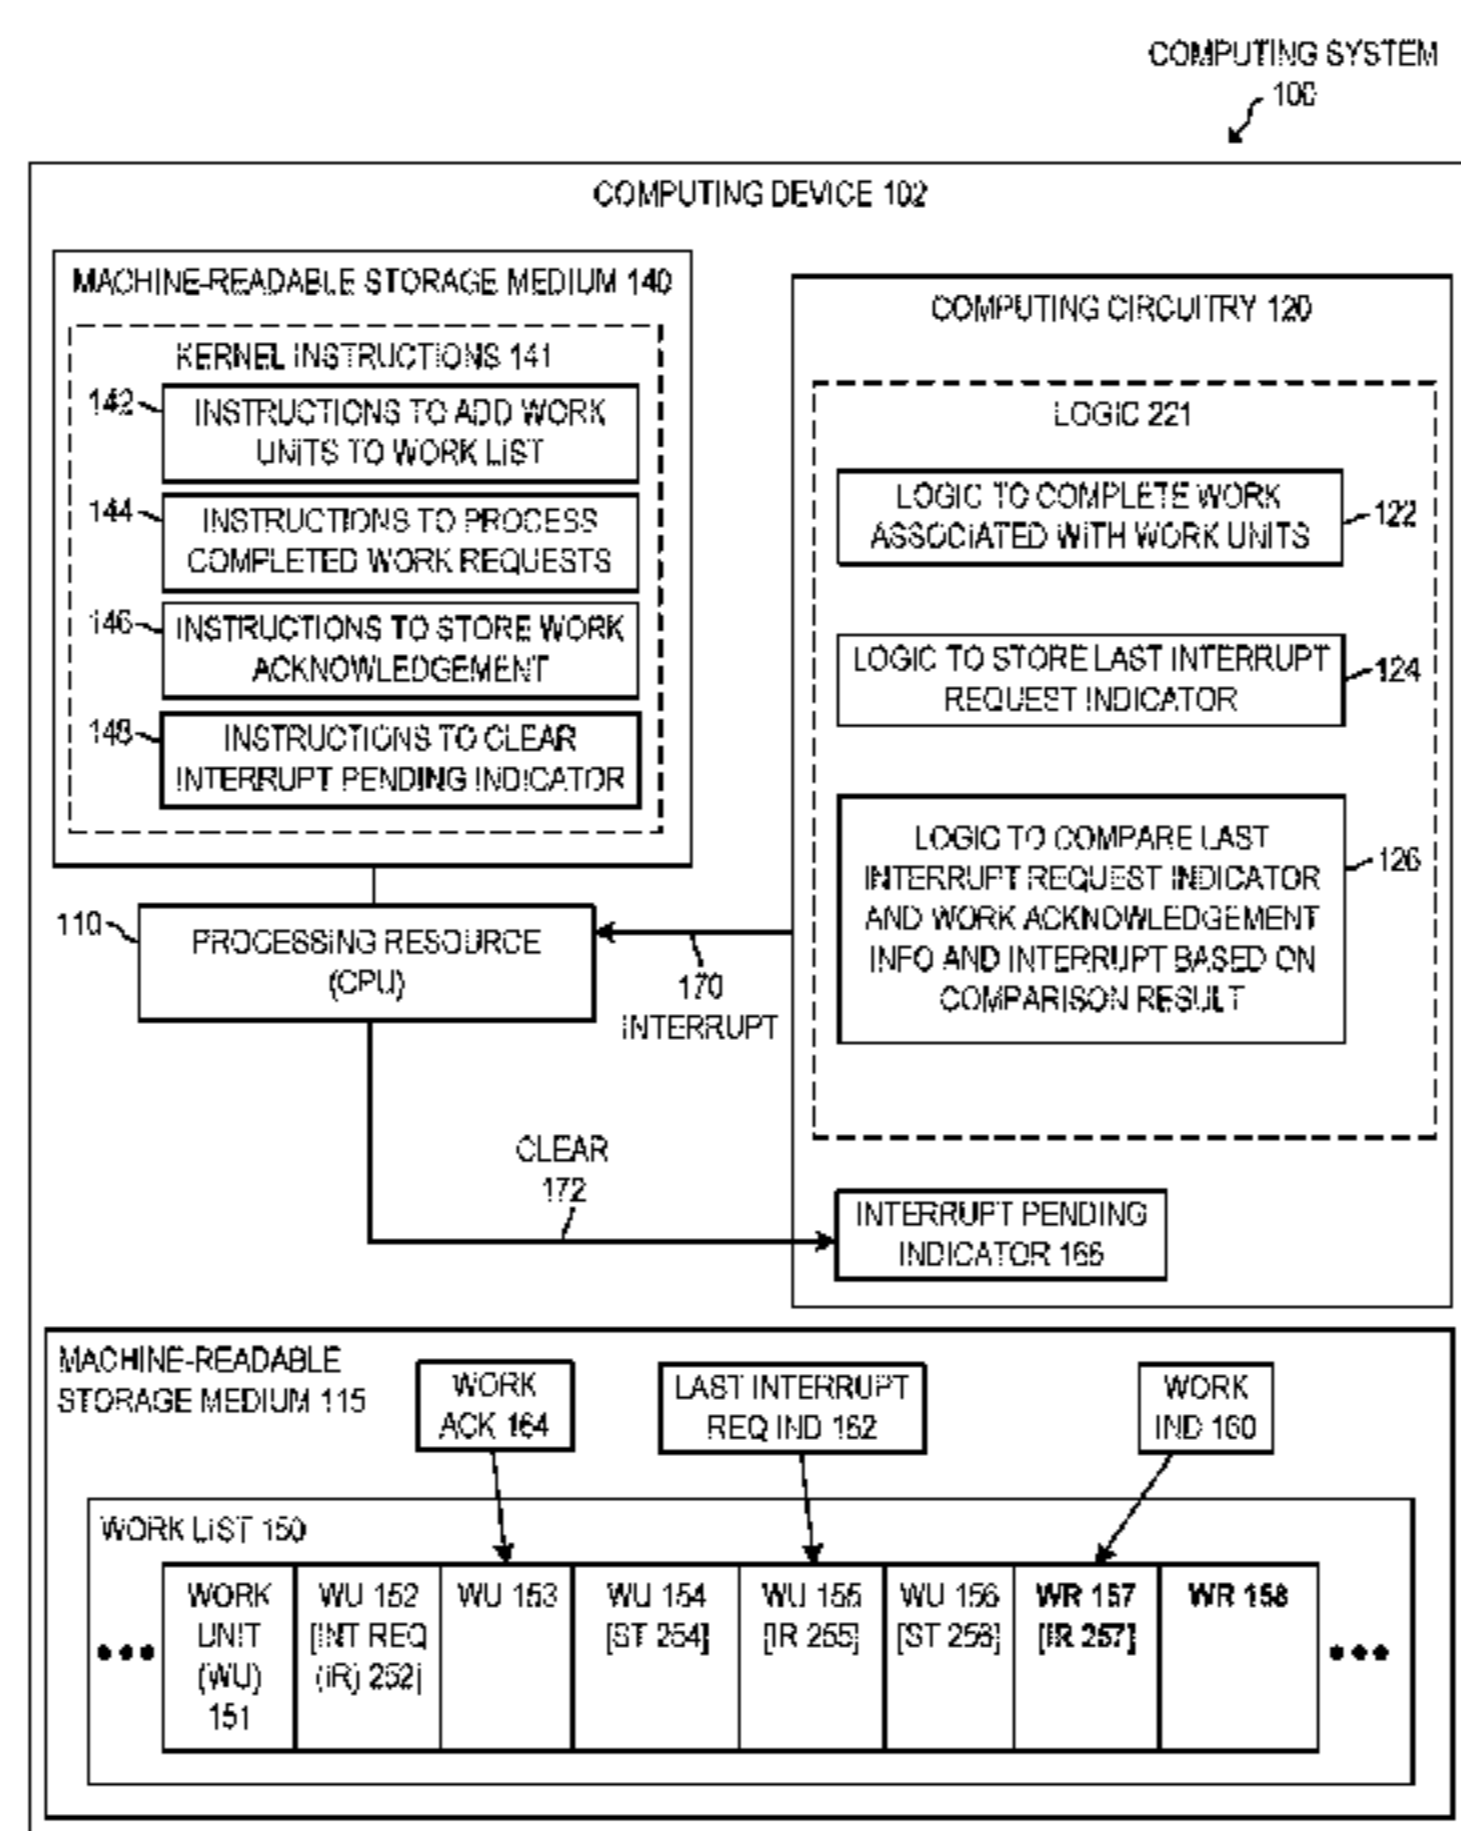 COMPUTING SYSTEM
100
COMPUTING DEVICE 102
MACHINE-READABLE STORAGE MEDIUM 140
KERNEL INSTRUCTIONS 141
142
INSTRUCTIONS TO ADD WORK
UNITS TO WORK LIST
144
INSTRUCTIONS TO PROCESS
COMPLETED WORK REQUESTS
146
INSTRUCTIONS TO STORE WORK
ACKNOWLEDGEMENT
148
INSTRUCTIONS TO CLEAR
INTERRUPT PENDING INDICATOR
110
PROCESSING RESOURCE
(CPU)
170
INTERRUPT
CLEAR
172
COMPUTING CIRCUITRY 120
LOGIC 221
LOGIC TO COMPLETE WORK
ASSOCIATED WITH WORK UNITS
122
LOGIC TO STORE LAST INTERRUPT
REQUEST INDICATOR
124
LOGIC TO COMPARE LAST
INTERRUPT REQUEST INDICATOR
AND WORK ACKNOWLEDGEMENT
INFO AND INTERRUPT BASED ON
COMPARISON RESULT
126
INTERRUPT PENDING
INDICATOR 166
MACHINE-READABLE
STORAGE MEDIUM 115
WORK
ACK 164
LAST INTERRUPT
REQ IND 162
WORK
IND 160
WORK LIST 150
WORK
UNIT
(WU)
151
WU 152
[INT REQ
(IR) 252]
WU 153
WU 154
[ST 254]
WU 155
[IR 255]
WU 156
[ST 256]
WR 157
[IR 257]
WR 158